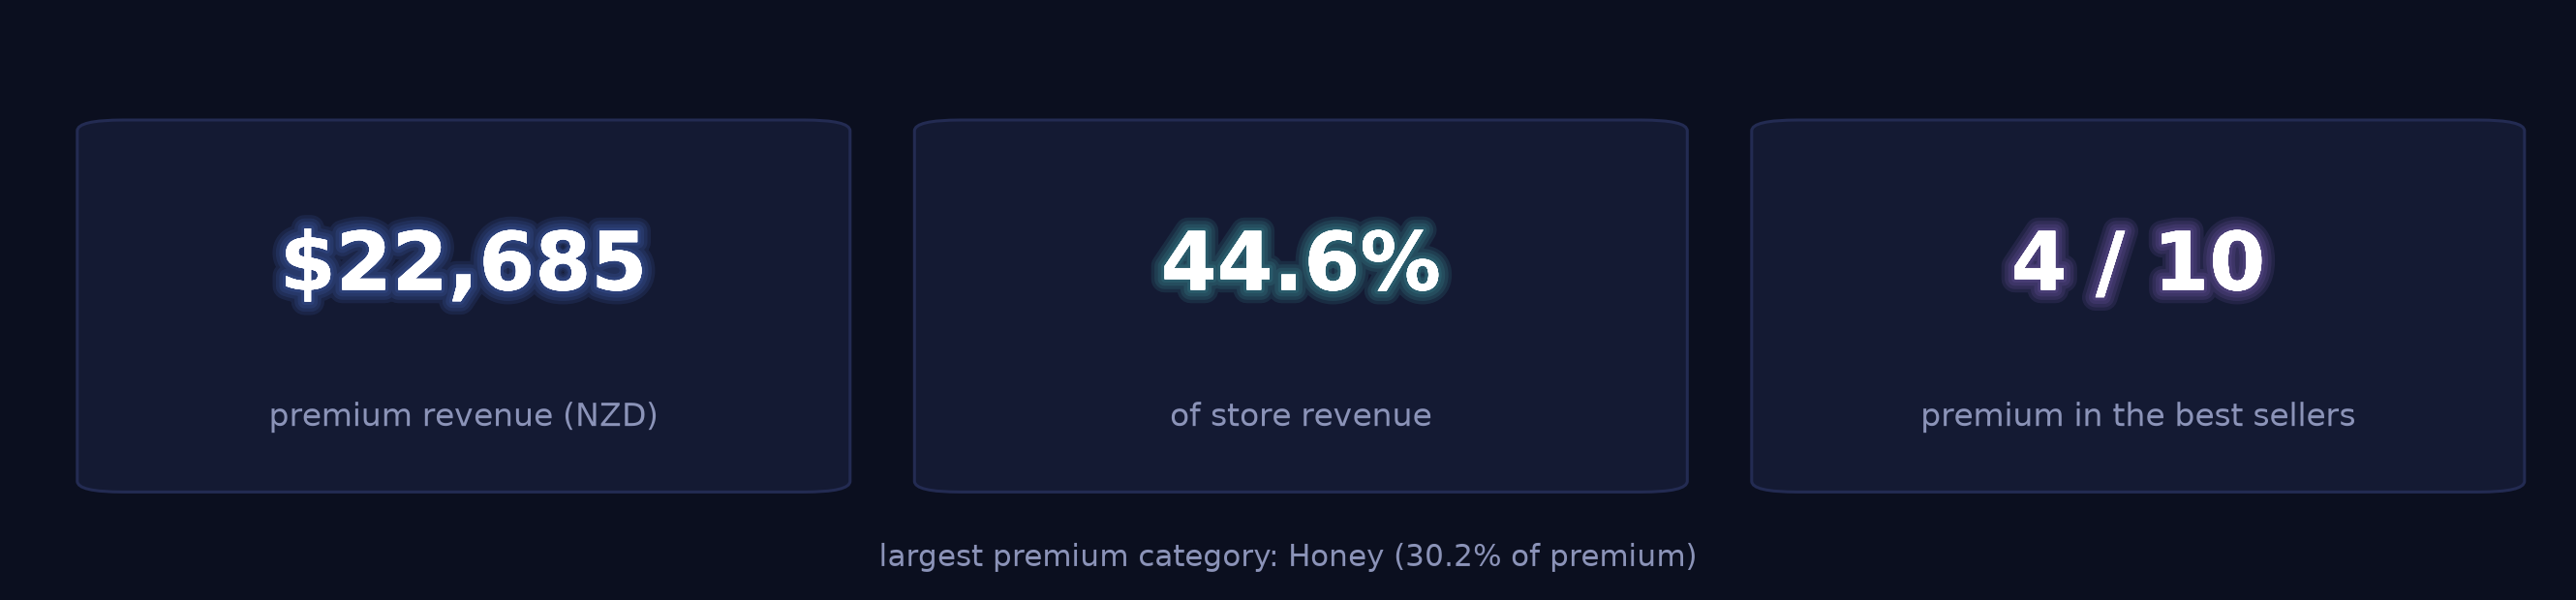 $22,685
premium revenue (NZD)
44.6%
of store revenue
4 / 10
premium in the best sellers
largest premium category: Honey (30.2% of premium)